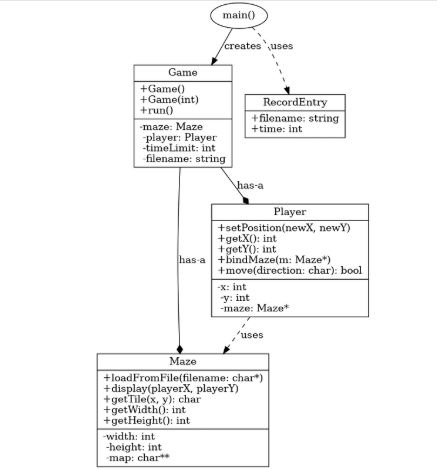 main()
creates
uses
Game
+Game()
+Game(int)
+run()
-maze: Maze
-player: Player
-timeLimit: int
-filename: string
RecordEntry
+filename: string
+time: int
has-a
Player
+setPosition(newX, newY)
+getX(): int
+getY(): int
+bindMaze(m: Maze*)
+move(direction: char): bool
-x: int
-y: int
-maze: Maze*
has-a
uses
Maze
+loadFromFile(filename: char*)
+display(playerX, playerY)
+getTile(x, y): char
+getWidth(): int
+getHeight(): int
-width: int
-height: int
-map: char**